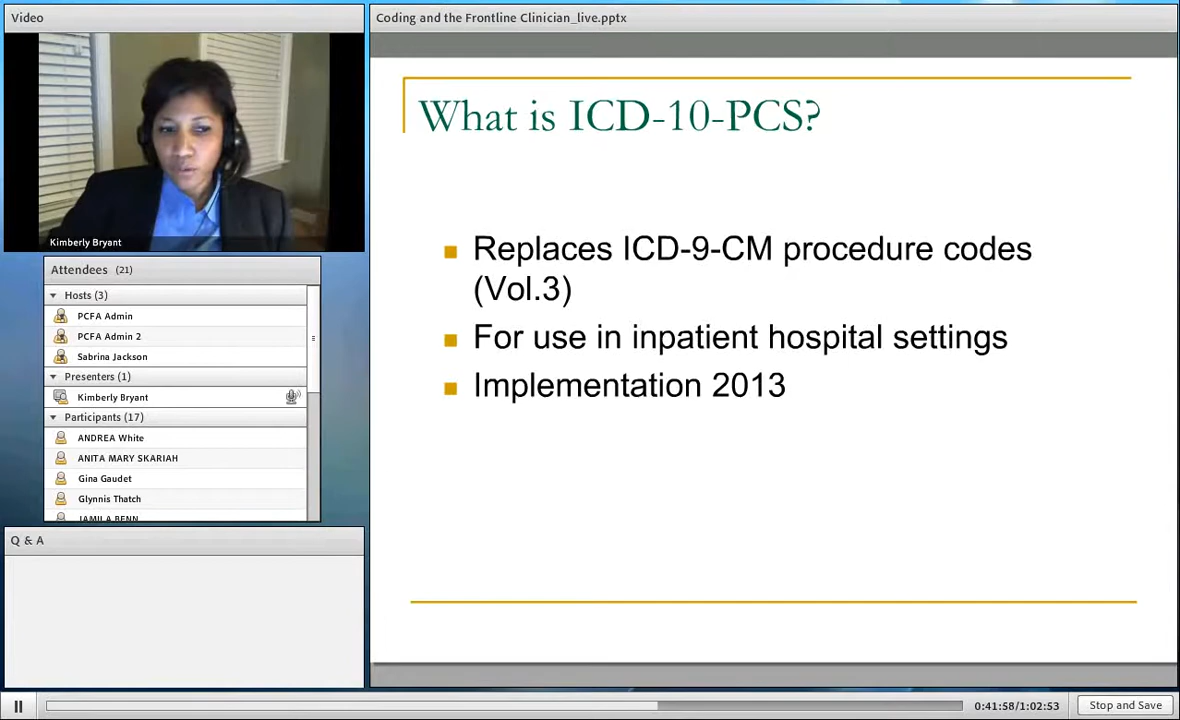 Video
Kimberly Bryant
Attendees (21)
Hosts (3)
PCFA Admin
PCFA Admin 2
Sabrina Jackson
Presenters (1)
Kimberly Bryant
Participants (17)
ANDREA White
ANITA MARY SKARIAH
Gina Gaudet
Glynnis Thatch
JAMILA BENN
Q & A
Coding and the Frontline Clinician_live.pptx
What is ICD-10-PCS?
Replaces ICD-9-CM procedure codes
(Vol.3)
For use in inpatient hospital settings
Implementation 2013
0:41:58/1:02:53
Stop and Save